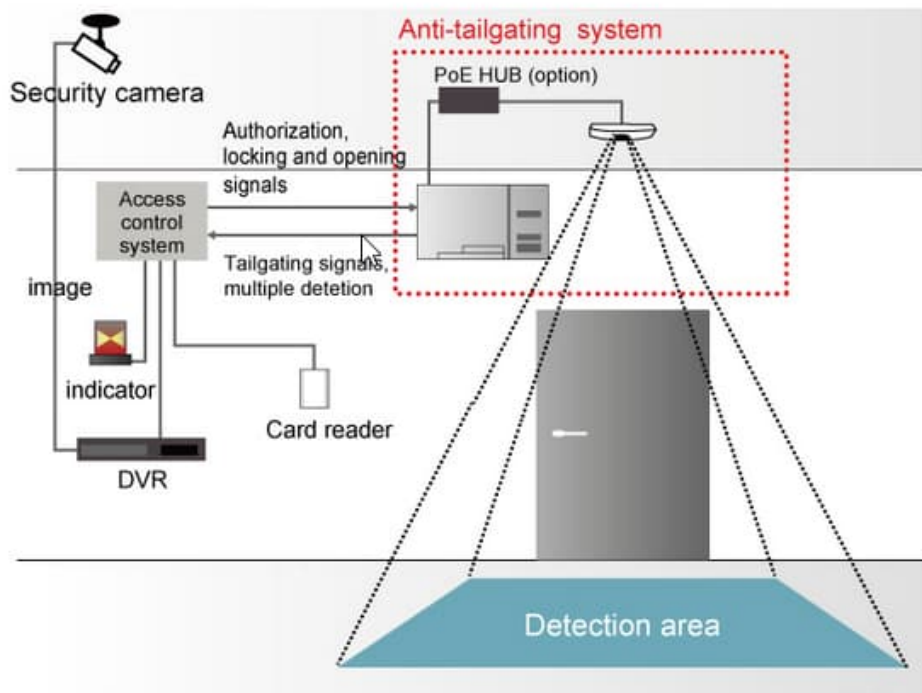 Anti-tailgating system
PoE HUB (option)
Security camera
Authorization,
locking and opening
signals
Access
control
system
Tailgating signals,
multiple detetion
image
indicator
Card reader
DVR
Detection area